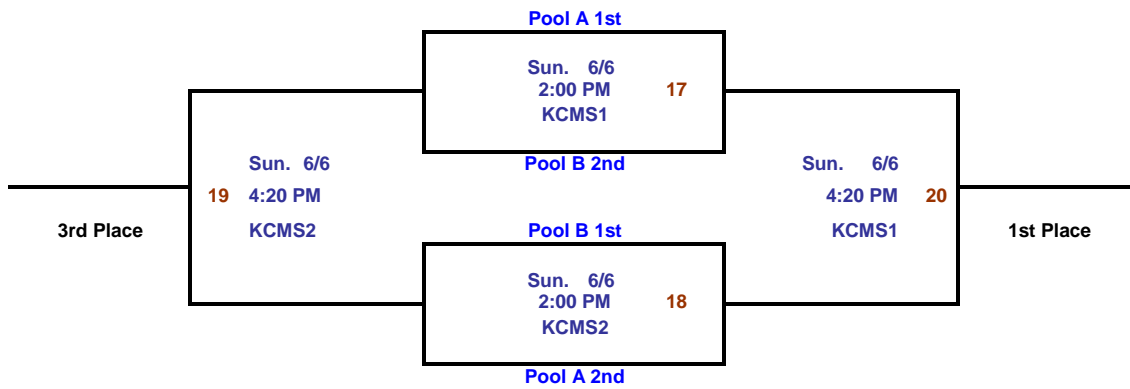 Pool A 1st
Sun. 6/6
2:00 PM 17
KCMS1
Pool B 2nd
Sun. 6/6
19 4:20 PM
3rd Place KCMS2
Sun. 6/6
4:20 PM 20
KCMS1 1st Place
Pool B 1st
Sun. 6/6
2:00 PM 18
KCMS2
Pool A 2nd